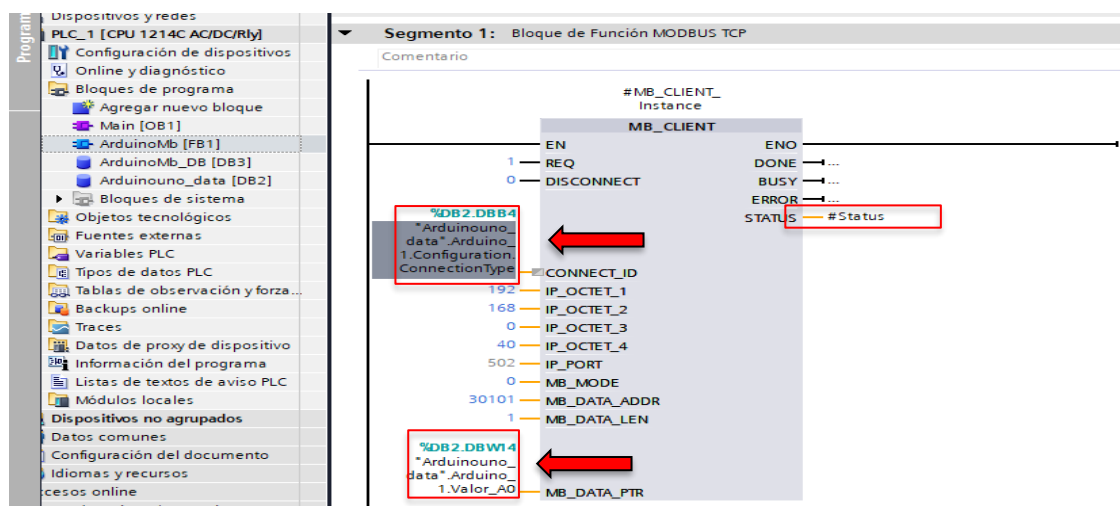 Program
Dispositivos y redes
PLC_1 [CPU 1214C AC/DC/Rly]
Configuración de dispositivos
Online y diagnóstico
Bloques de programa
Agregar nuevo bloque
Main [OB1]
ArduinoMb [FB1]
ArduinoMb_DB [DB3]
Arduinouno_data [DB2]
Bloques de sistema
Objetos tecnológicos
Fuentes externas
Variables PLC
Tipos de datos PLC
Tablas de observación y forza...
Backups online
Traces
Datos de proxy de dispositivo
Información del programa
Listas de textos de aviso PLC
Módulos locales
Dispositivos no agrupados
Datos comunes
Configuración del documento
Idiomas y recursos
cesos online
Segmento 1: Bloque de Función MODBUS TCP
Comentario
#MB_CLIENT_
Instance
MB_CLIENT
EN ENO
1 REQ DONE ...
0 DISCONNECT BUSY ...
ERROR ...
STATUS #Status
%DB2.DBB4
"Arduinouno_
data".Arduino_
1.Configuration.
ConnectionType CONNECT_ID
192 IP_OCTET_1
168 IP_OCTET_2
0 IP_OCTET_3
40 IP_OCTET_4
502 IP_PORT
0 MB_MODE
30101 MB_DATA_ADDR
1 MB_DATA_LEN
%DB2.DBW14
"Arduinouno_
data".Arduino_
1.Valor_A0 MB_DATA_PTR